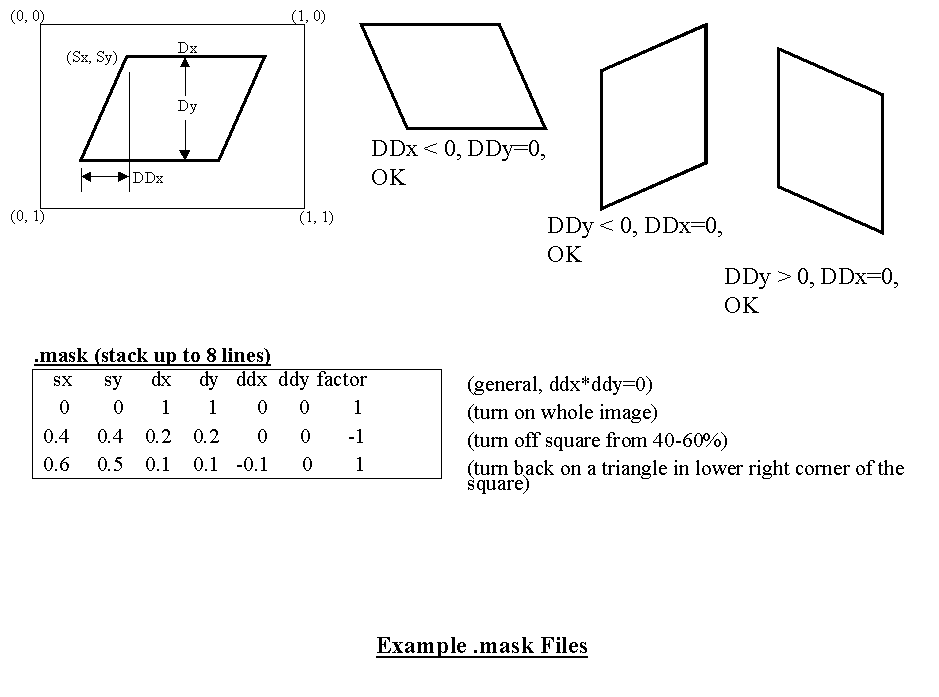 (0, 0)
(1, 0)
(Sx, Sy)
Dx
Dy
DDx
(0, 1)
(1, 1)
DDx < 0, DDy=0,
OK
DDy < 0, DDx=0,
OK
DDy > 0, DDx=0,
OK
.mask (stack up to 8 lines)
sx sy dx dy ddx ddy factor (general, ddx*ddy=0)
0 0 1 1 0 0 1 (turn on whole image)
0.4 0.4 0.2 0.2 0 0 -1 (turn off square from 40-60%)
0.6 0.5 0.1 0.1 -0.1 0 1 (turn back on a triangle in lower right corner of the
square)
Example .mask Files